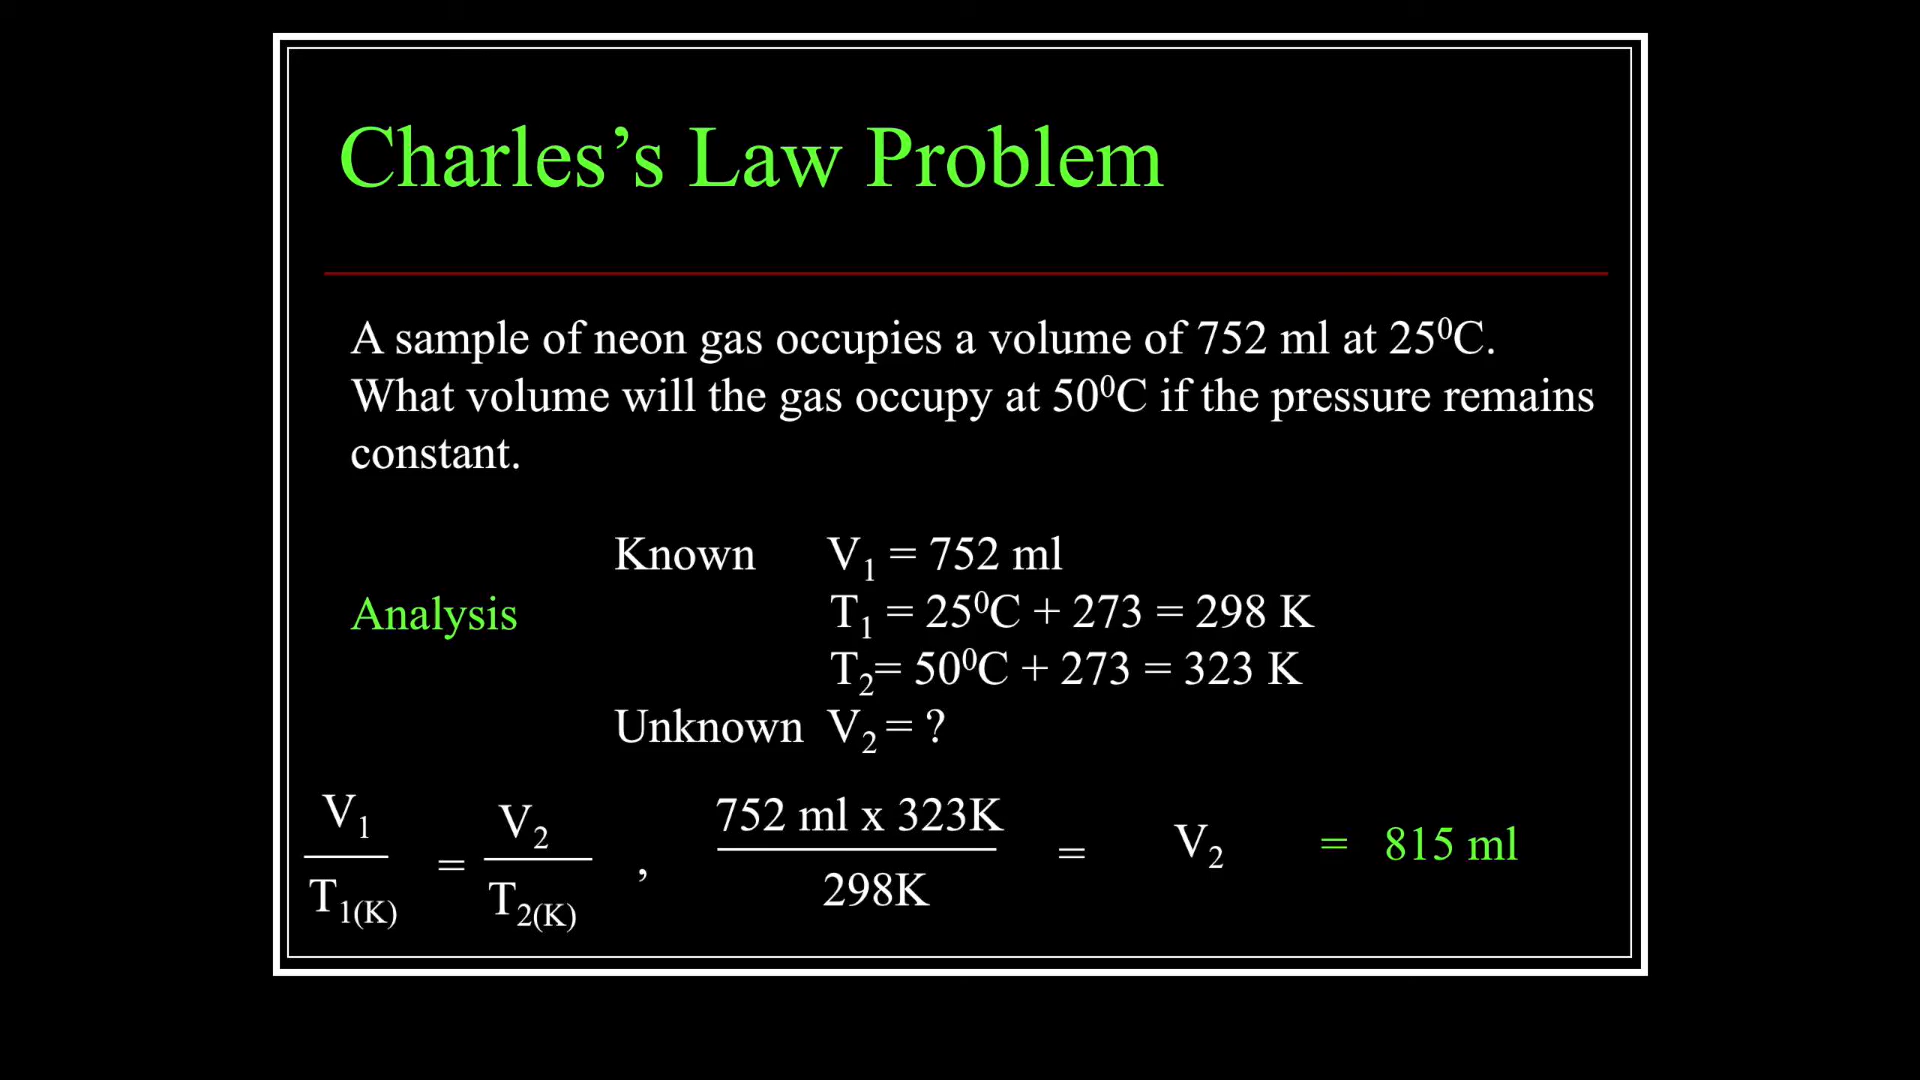 Charles’s Law Problem
A sample of neon gas occupies a volume of 752 ml at 25⁰C.
What volume will the gas occupy at 50⁰C if the pressure remains
constant.
Known V₁ = 752 ml
Analysis
T₁ = 25⁰C + 273 = 298 K
T₂= 50⁰C + 273 = 323 K
Unknown V₂ = ?
V₁ / T₁₍K₎ = V₂ / T₂₍K₎ , 752 ml x 323K / 298K = V₂ = 815 ml